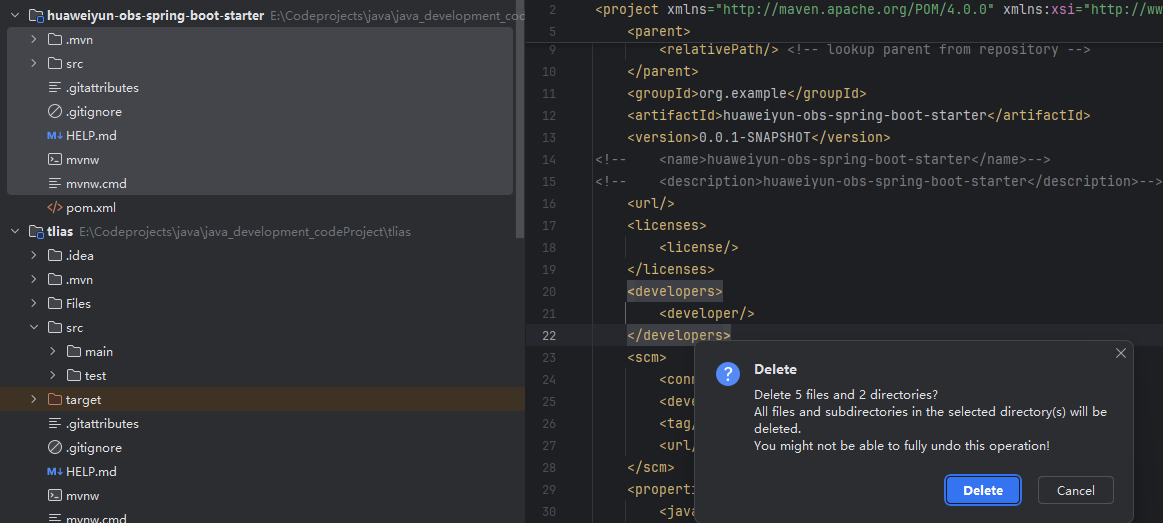 huaweiyun-obs-spring-boot-starter E:\Codeprojects\java\java_development_cod
.mvn
src
.gitattributes
.gitignore
M↓ HELP.md
mvnw
mvnw.cmd
</> pom.xml
tlias E:\Codeprojects\java\java_development_codeProject\tlias
.idea
.mvn
Files
src
main
test
target
.gitattributes
.gitignore
M↓ HELP.md
mvnw
mvnw.cmd
2 <project xmlns="http://maven.apache.org/POM/4.0.0" xmlns:xsi="http://ww
5 <parent>
9 <relativePath/> <!-- lookup parent from repository -->
10 </parent>
11 <groupId>org.example</groupId>
12 <artifactId>huaweiyun-obs-spring-boot-starter</artifactId>
13 <version>0.0.1-SNAPSHOT</version>
14 <!-- <name>huaweiyun-obs-spring-boot-starter</name>-->
15 <!-- <description>huaweiyun-obs-spring-boot-starter</description>-->
16 <url/>
17 <licenses>
18 <license/>
19 </licenses>
20 <developers>
21 <developer/>
22 </developers>
23 <scm>
24 <conn
25 <deve
26 <tag/
27 <url/
28 </scm>
29 <properti
30 <java
Delete
Delete 5 files and 2 directories?
All files and subdirectories in the selected directory(s) will be
deleted.
You might not be able to fully undo this operation!
Delete
Cancel